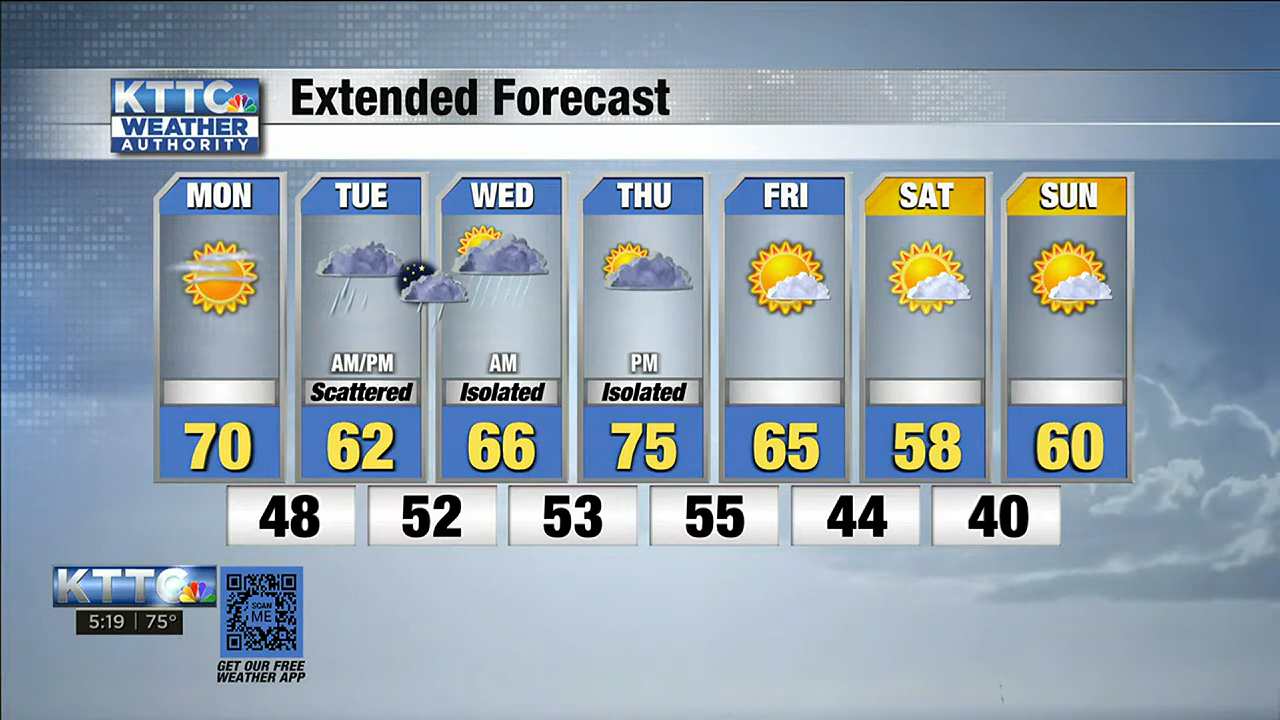 KTTC
WEATHER
AUTHORITY
Extended Forecast
MON TUE WED THU FRI SAT SUN
AM/PM AM PM
Scattered Isolated Isolated
70 62 66 75 65 58 60
48 52 53 55 44 40
KTTC
5:19 75°
SCAN
ME
GET OUR FREE
WEATHER APP